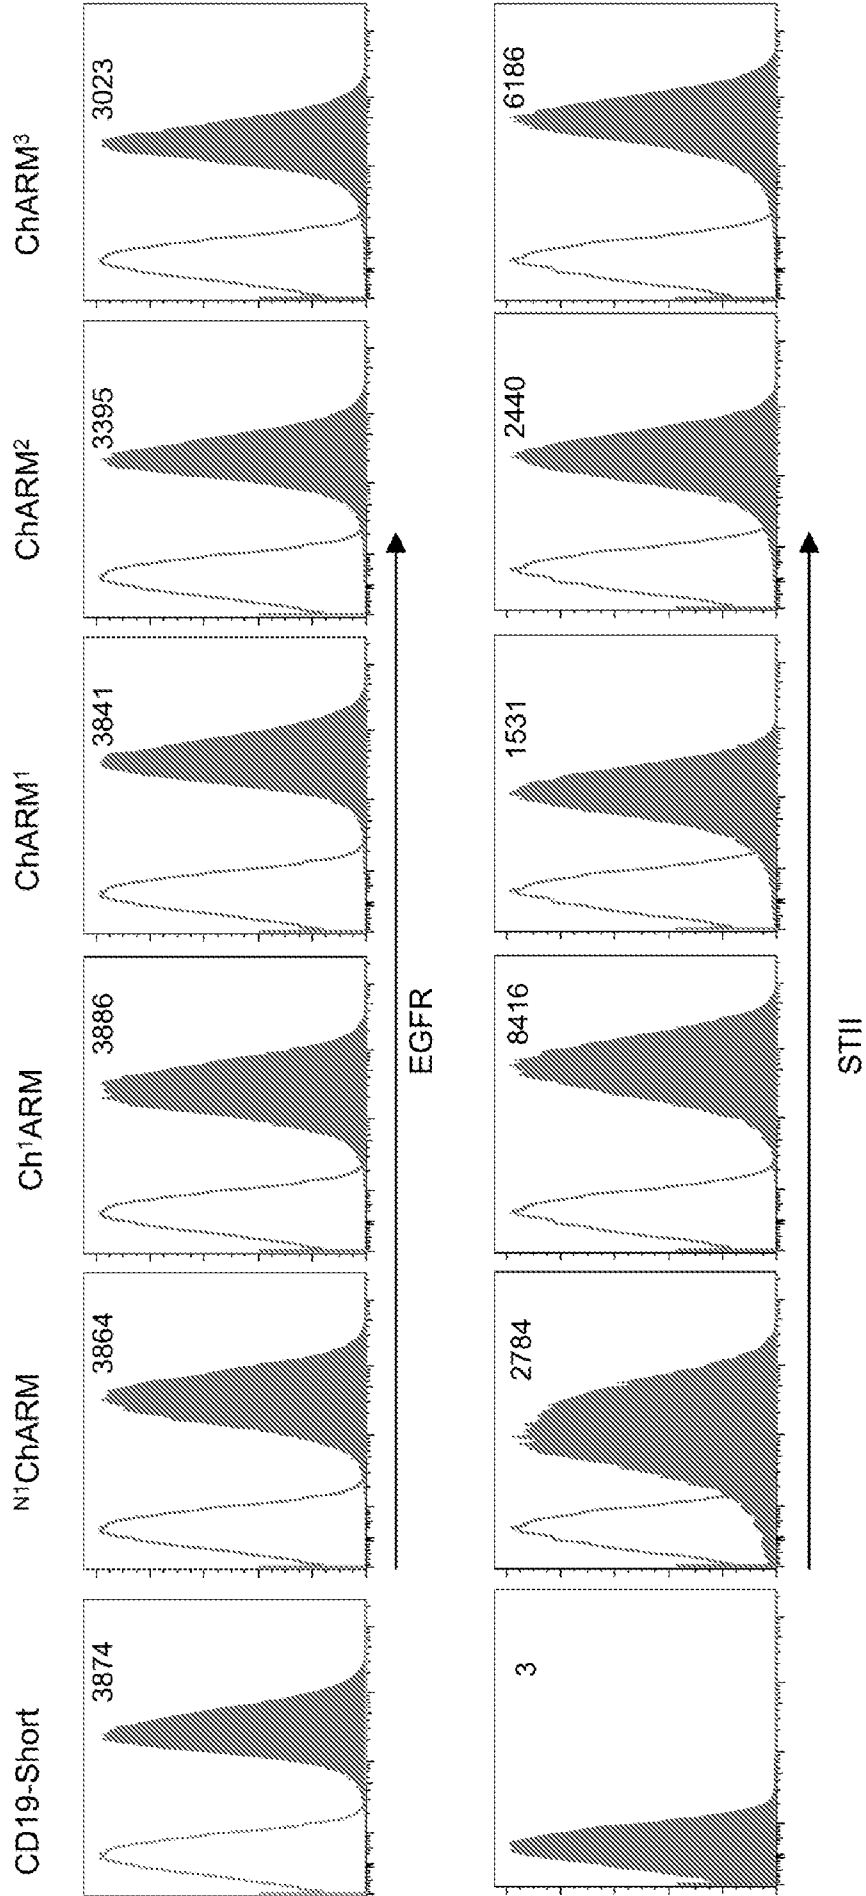 CD19-Short
ᴺ¹ChARM
Ch¹ARM
ChARM¹
ChARM²
ChARM³
3874
3864
3886
3841
3395
3023
EGFR
3
2784
8416
1531
2440
6186
STII